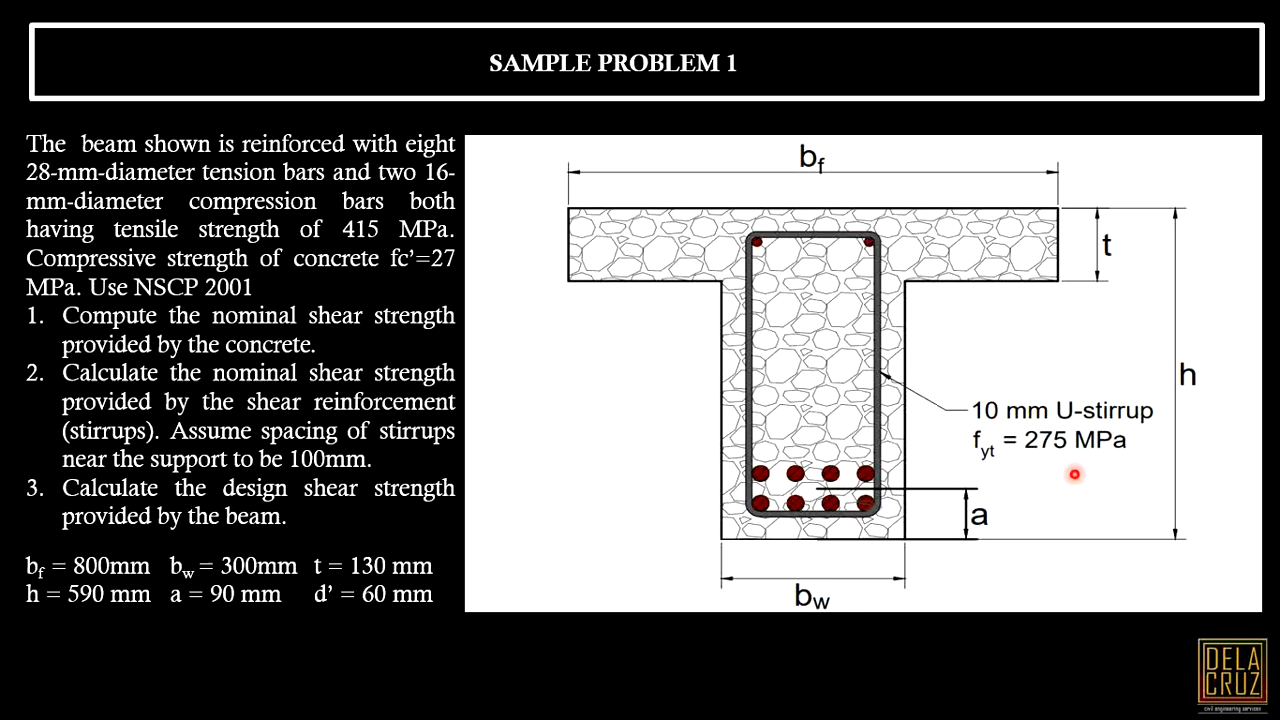 SAMPLE PROBLEM 1
The beam shown is reinforced with eight
28-mm-diameter tension bars and two 16-
mm-diameter compression bars both
having tensile strength of 415 MPa.
Compressive strength of concrete fc’=27
MPa. Use NSCP 2001
1. Compute the nominal shear strength
provided by the concrete.
2. Calculate the nominal shear strength
provided by the shear reinforcement
(stirrups). Assume spacing of stirrups
near the support to be 100mm.
3. Calculate the design shear strength
provided by the beam.
bf = 800mm bw = 300mm t = 130 mm
h = 590 mm a = 90 mm d’ = 60 mm
bf
t
h
10 mm U-stirrup
fyt = 275 MPa
a
bw
DELA
CRUZ
civil engineering services